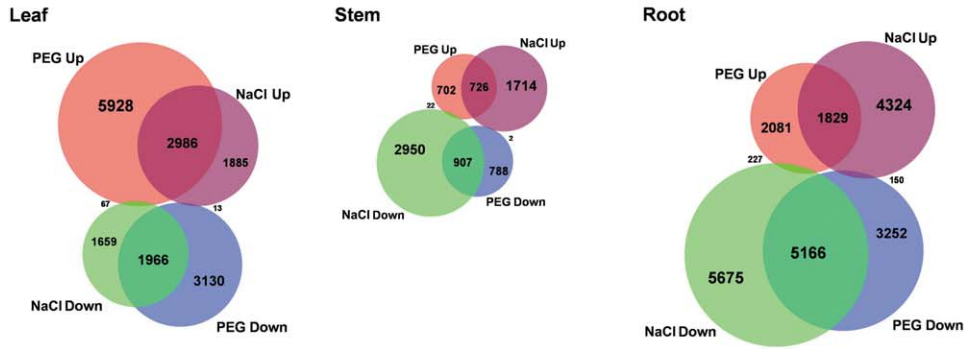 Leaf
PEG Up
5928
NaCl Up
2986
1885
67
13
1659
1966
3130
NaCl Down
PEG Down
Stem
PEG Up
NaCl Up
702
726
1714
22
2
2950
907
788
NaCl Down
PEG Down
Root
NaCl Up
PEG Up
4324
1829
2081
227
150
3252
5166
5675
NaCl Down
PEG Down